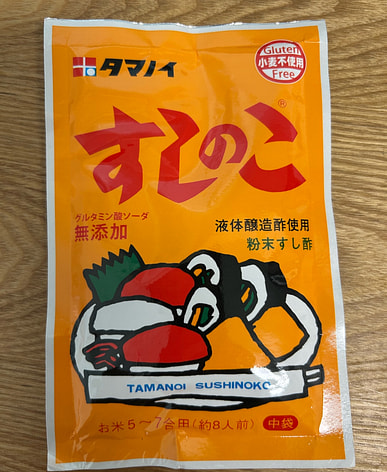 タマノイ
Gluten
小麦不使用
Free
すしのこ®
グルタミン酸ソーダ
無添加
液体醸造酢使用
粉末すし酢
TAMANOI SUSHINOKO
お米5〜7合用(約8人前)
中袋